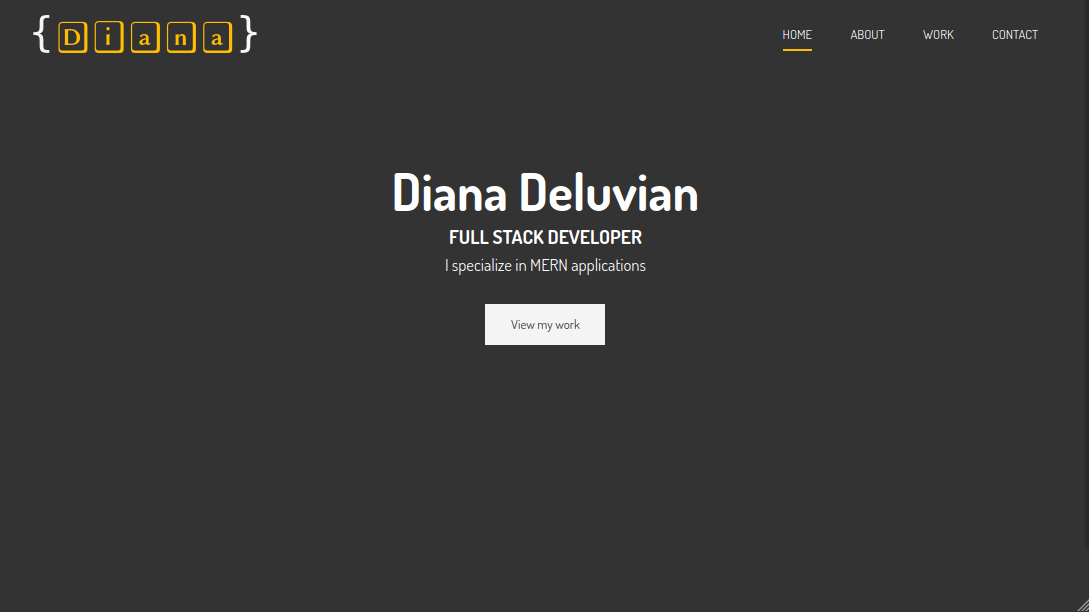 {Diana}
HOME ABOUT WORK CONTACT
Diana Deluvian
FULL STACK DEVELOPER
I specialize in MERN applications
View my work